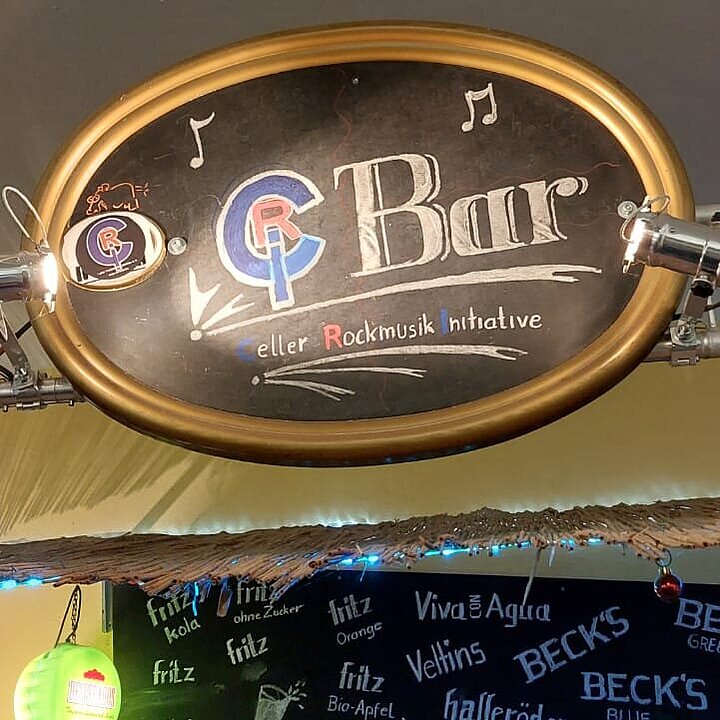 CRI Bar
CRI
Celler Rockmusik Initiative
fritz
kola
fritz
ohne Zucker
fritz
Orange
Viva con Agua
BECK'S
fritz
fritz
fritz
Bio-Apfel
Veltins
BECK'S
BLUE